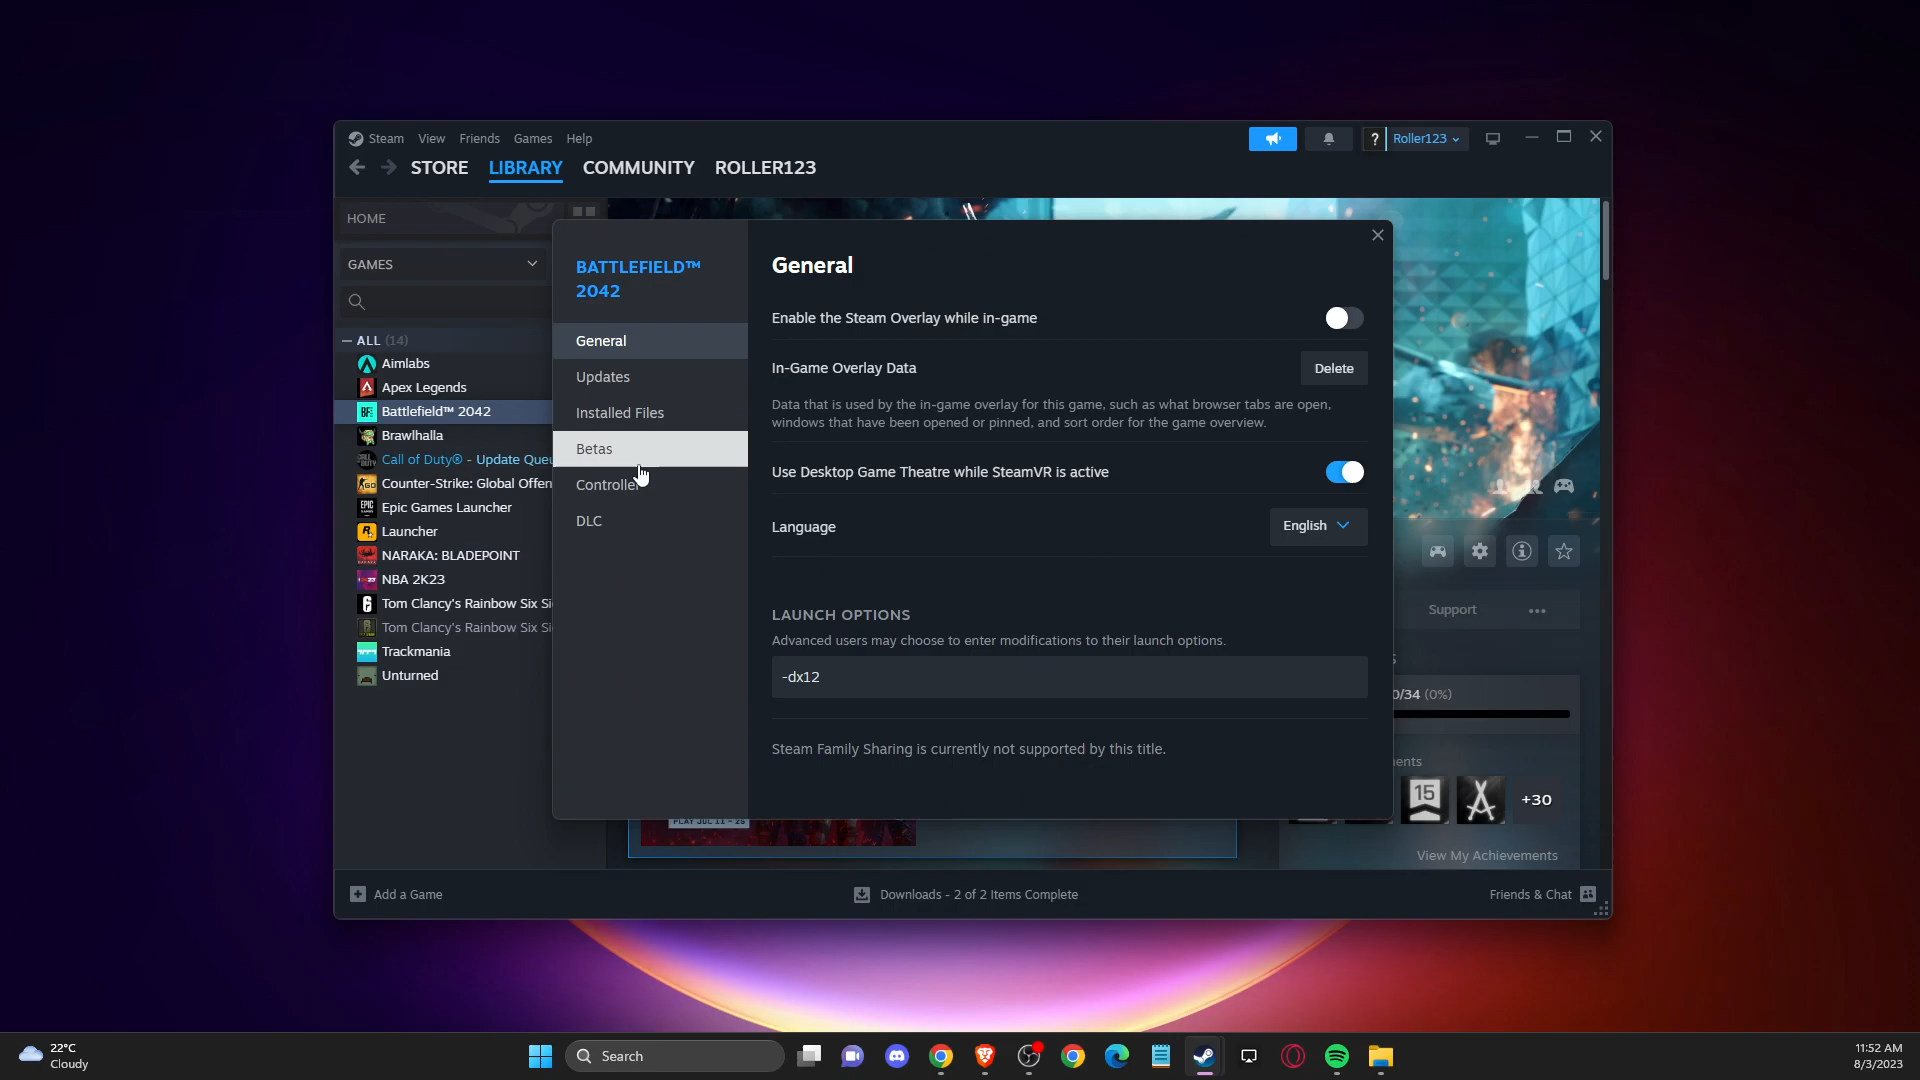 Steam View Friends Games Help
? Roller123
STORE LIBRARY COMMUNITY ROLLER123
HOME
GAMES
ALL (14)
Aimlabs
Apex Legends
Battlefield™ 2042
Brawlhalla
Call of Duty® - Update Queu
Counter-Strike: Global Offen
Epic Games Launcher
Launcher
NARAKA: BLADEPOINT
NBA 2K23
Tom Clancy's Rainbow Six Si
Tom Clancy's Rainbow Six Si
Trackmania
Unturned
BATTLEFIELD™
2042
General
Updates
Installed Files
Betas
Controller
DLC
General
Enable the Steam Overlay while in-game
In-Game Overlay Data
Delete
Data that is used by the in-game overlay for this game, such as what browser tabs are open,
windows that have been opened or pinned, and sort order for the game overview.
Use Desktop Game Theatre while SteamVR is active
Language
English
LAUNCH OPTIONS
Advanced users may choose to enter modifications to their launch options.
-dx12
Steam Family Sharing is currently not supported by this title.
Support
0/34 (0%)
15
+30
View My Achievements
PLAY JUL 11 - 25
Add a Game
Downloads - 2 of 2 Items Complete
Friends & Chat
22°C
Cloudy
Search
11:52 AM
8/3/2023